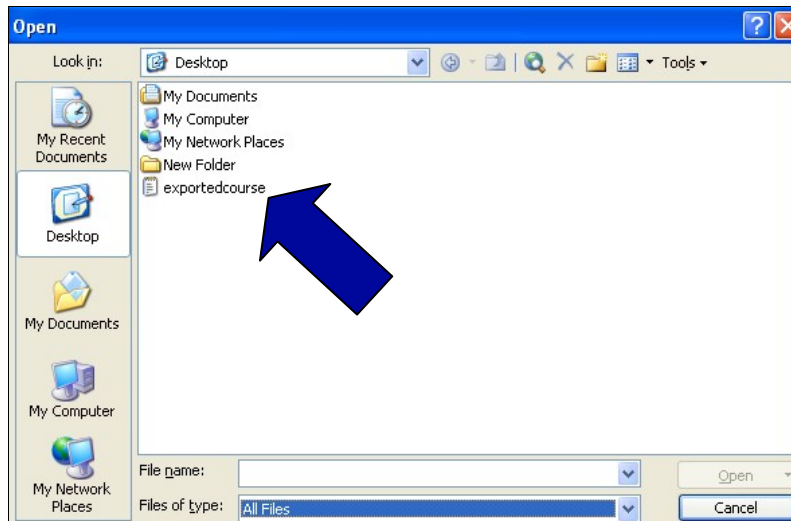 Open
?
Look in:
Desktop
Tools
My Recent
Documents
Desktop
My Documents
My Computer
My Network
Places
My Documents
My Computer
My Network Places
New Folder
exportedcourse
File name:
Open
Files of type:
All Files
Cancel